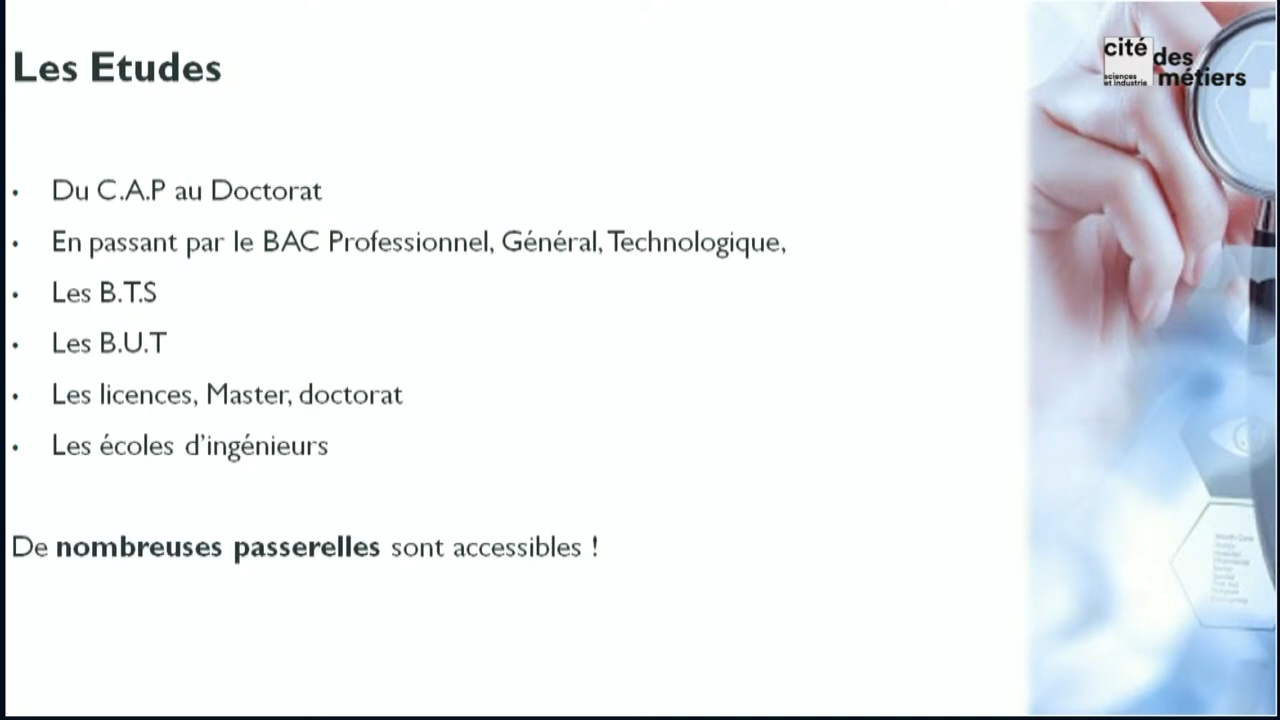 Les Etudes
cité
des
métiers
sciences
et industrie
• Du C.A.P au Doctorat
• En passant par le BAC Professionnel, Général, Technologique,
• Les B.T.S
• Les B.U.T
• Les licences, Master, doctorat
• Les écoles d’ingénieurs
De nombreuses passerelles sont accessibles !